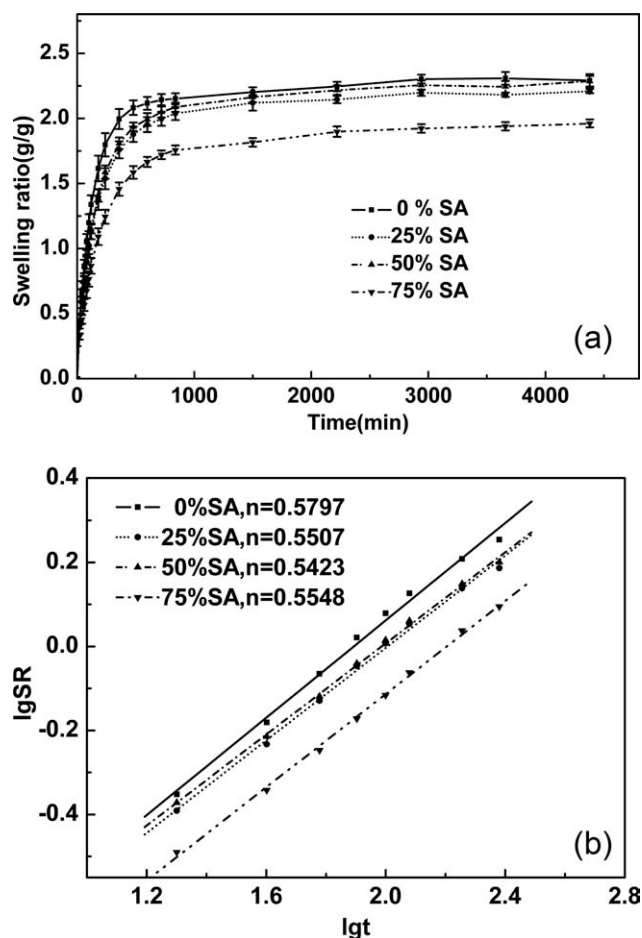 2.5
2.0
1.5
1.0
0.5
0.0
Swelling ratio(g/g)
0 % SA
25% SA
50% SA
75% SA
(a)
0 1000 2000 3000 4000
Time(min)
0.4
0.2
0.0
-0.2
-0.4
lgSR
0%SA,n=0.5797
25%SA,n=0.5507
50%SA,n=0.5423
75%SA,n=0.5548
(b)
1.2 1.6 2.0 2.4 2.8
lgt